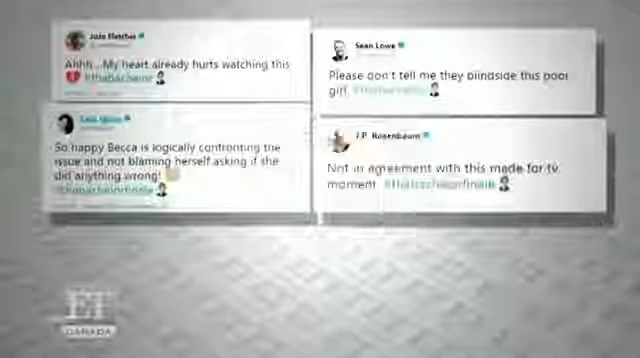 JoJo Fletcher
Ahhh...My heart already hurts watching this
#thebachelor
Sean Lowe
Please don't tell me they blindside this poor
girl.
So happy Becca is logically confronting the
issue and not blaming herself asking if she
did anything wrong!
#thebachelorfinale
J.P. Rosenbaum
Not in agreement with this made for tv
moment. #thebachelorfinale
ET
CANADA